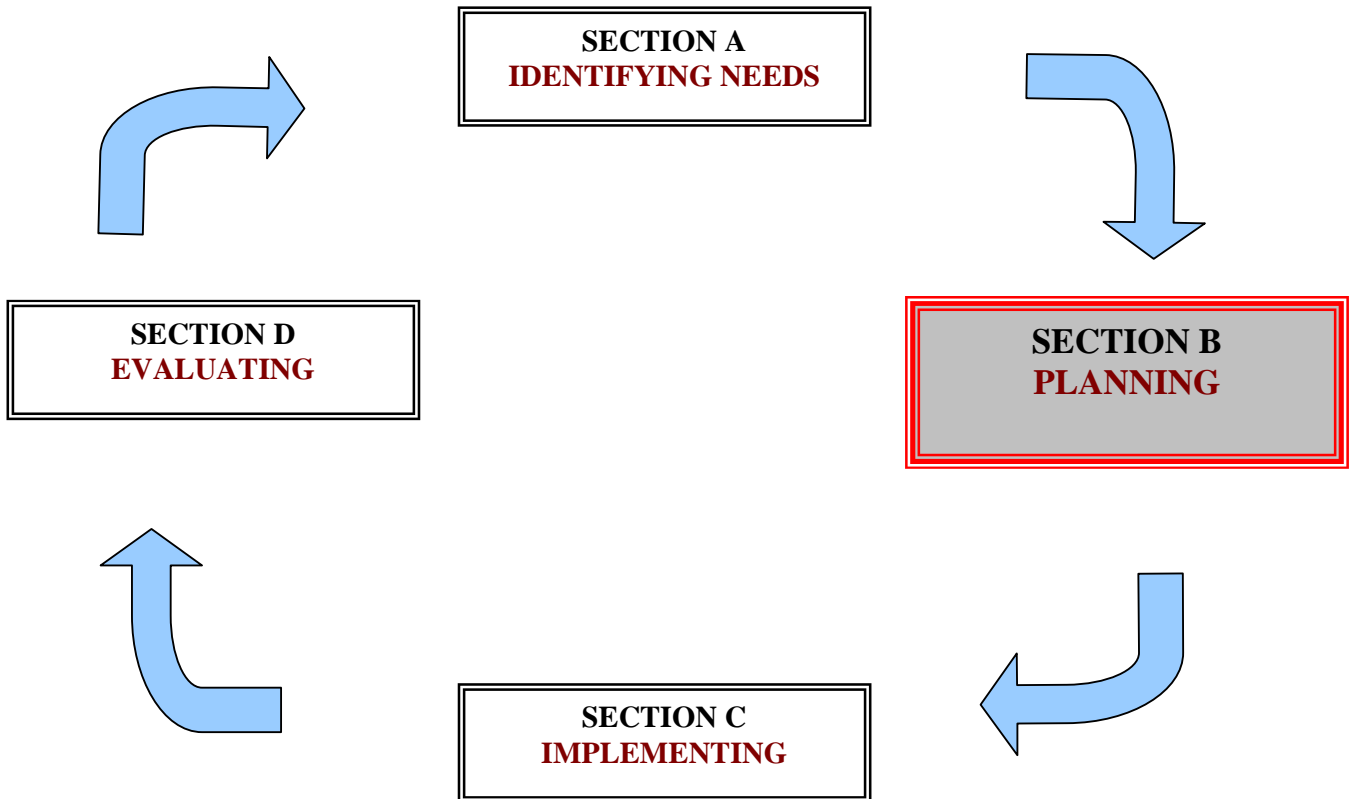 SECTION A
IDENTIFYING NEEDS
SECTION B
PLANNING
SECTION C
IMPLEMENTING
SECTION D
EVALUATING